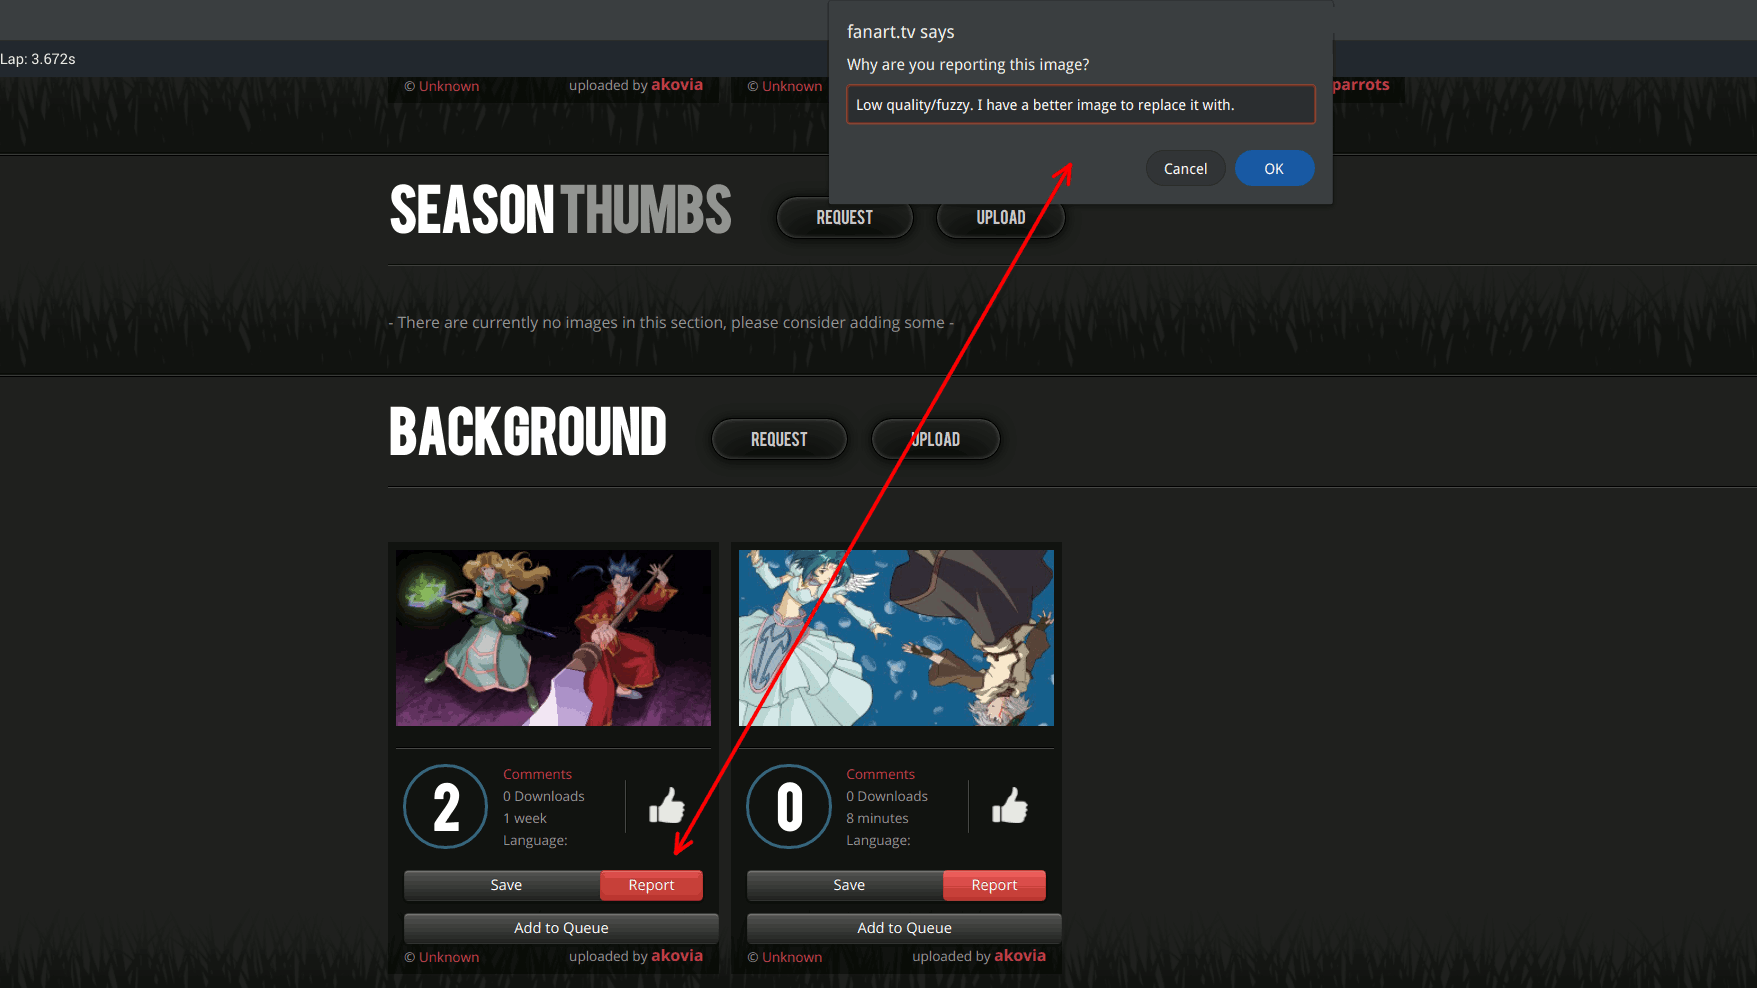 fanart.tv says
Why are you reporting this image?
Low quality/fuzzy. I have a better image to replace it with.
Cancel
OK
Lap: 3.672s
© Unknown
uploaded by akovia
© Unknown
parrots
SEASON THUMBS
REQUEST
UPLOAD
- There are currently no images in this section, please consider adding some -
BACKGROUND
REQUEST
UPLOAD
2
Comments
0 Downloads
1 week
Language:
Save
Report
Add to Queue
© Unknown
uploaded by akovia
0
Comments
0 Downloads
8 minutes
Language:
Save
Report
Add to Queue
© Unknown
uploaded by akovia